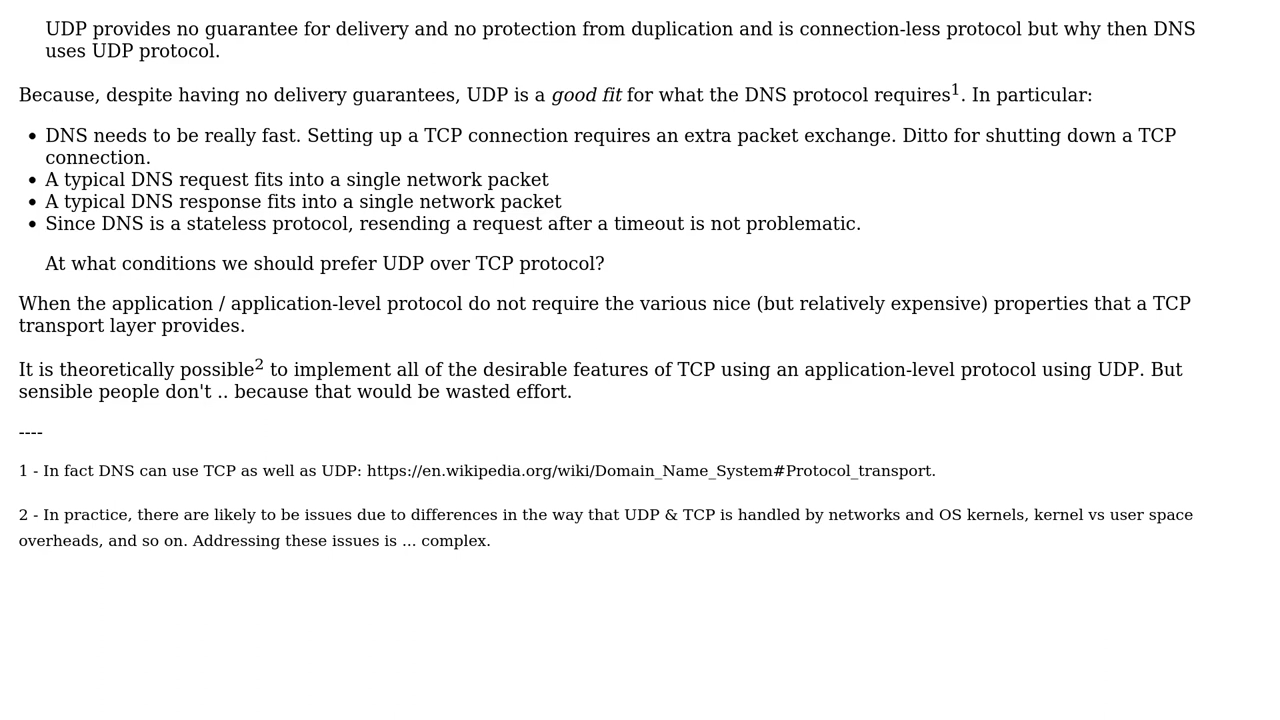 UDP provides no guarantee for delivery and no protection from duplication and is connection-less protocol but why then DNS
uses UDP protocol.
Because, despite having no delivery guarantees, UDP is a good fit for what the DNS protocol requires1. In particular:
• DNS needs to be really fast. Setting up a TCP connection requires an extra packet exchange. Ditto for shutting down a TCP
connection.
• A typical DNS request fits into a single network packet
• A typical DNS response fits into a single network packet
• Since DNS is a stateless protocol, resending a request after a timeout is not problematic.
At what conditions we should prefer UDP over TCP protocol?
When the application / application-level protocol do not require the various nice (but relatively expensive) properties that a TCP
transport layer provides.
It is theoretically possible2 to implement all of the desirable features of TCP using an application-level protocol using UDP. But
sensible people don't .. because that would be wasted effort.
----
1 - In fact DNS can use TCP as well as UDP: https://en.wikipedia.org/wiki/Domain_Name_System#Protocol_transport.
2 - In practice, there are likely to be issues due to differences in the way that UDP & TCP is handled by networks and OS kernels, kernel vs user space
overheads, and so on. Addressing these issues is ... complex.